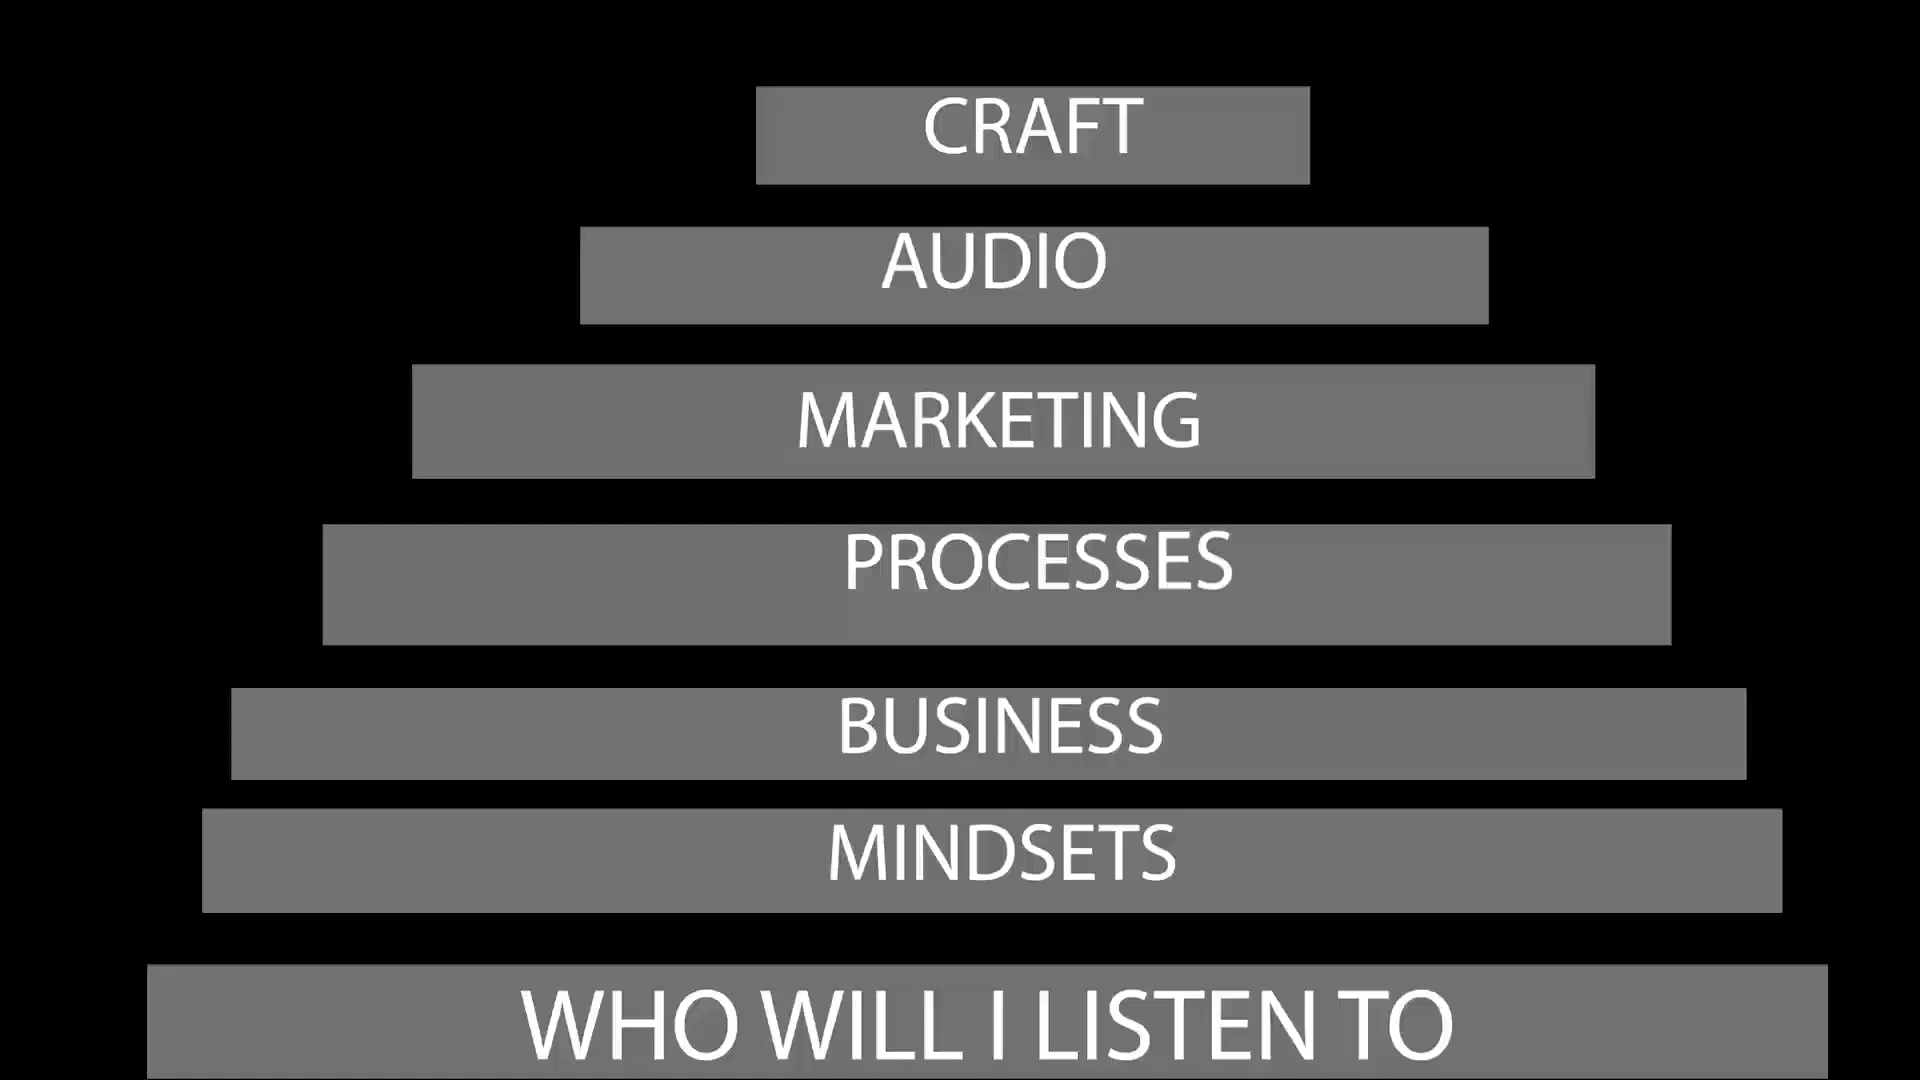 CRAFT
AUDIO
MARKETING
PROCESSES
BUSINESS
MINDSETS
WHO WILL I LISTEN TO